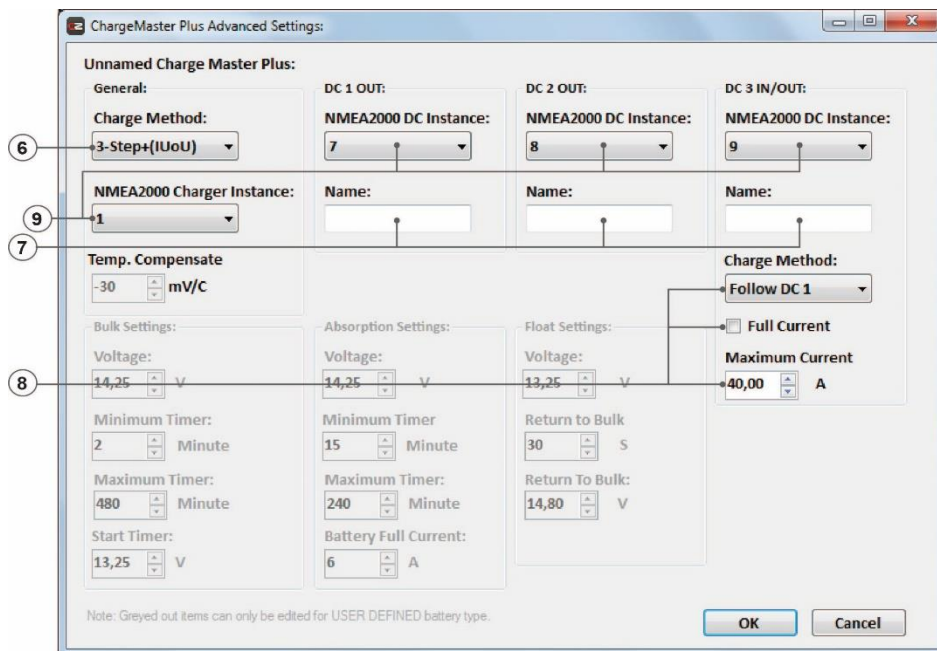 ChargeMaster Plus Advanced Settings:
Unnamed Charge Master Plus:
General:
Charge Method:
3-Step+(IUoU)
NMEA2000 Charger Instance:
1
Temp. Compensate
-30 mV/C
DC 1 OUT:
NMEA2000 DC Instance:
7
Name:
DC 2 OUT:
NMEA2000 DC Instance:
8
Name:
DC 3 IN/OUT:
NMEA2000 DC Instance:
9
Name:
Charge Method:
Follow DC 1
Full Current
Maximum Current
40,00 A
Bulk Settings:
Voltage:
14,25 V
Minimum Timer:
2 Minute
Maximum Timer:
480 Minute
Start Timer:
13,25 V
Absorption Settings:
Voltage:
14,25 V
Minimum Timer
15 Minute
Maximum Timer:
240 Minute
Battery Full Current:
6 A
Float Settings:
Voltage:
13,25 V
Return to Bulk
30 S
Return To Bulk:
14,80 V
Note: Greyed out items can only be edited for USER DEFINED battery type.
OK
Cancel
6
9
7
8